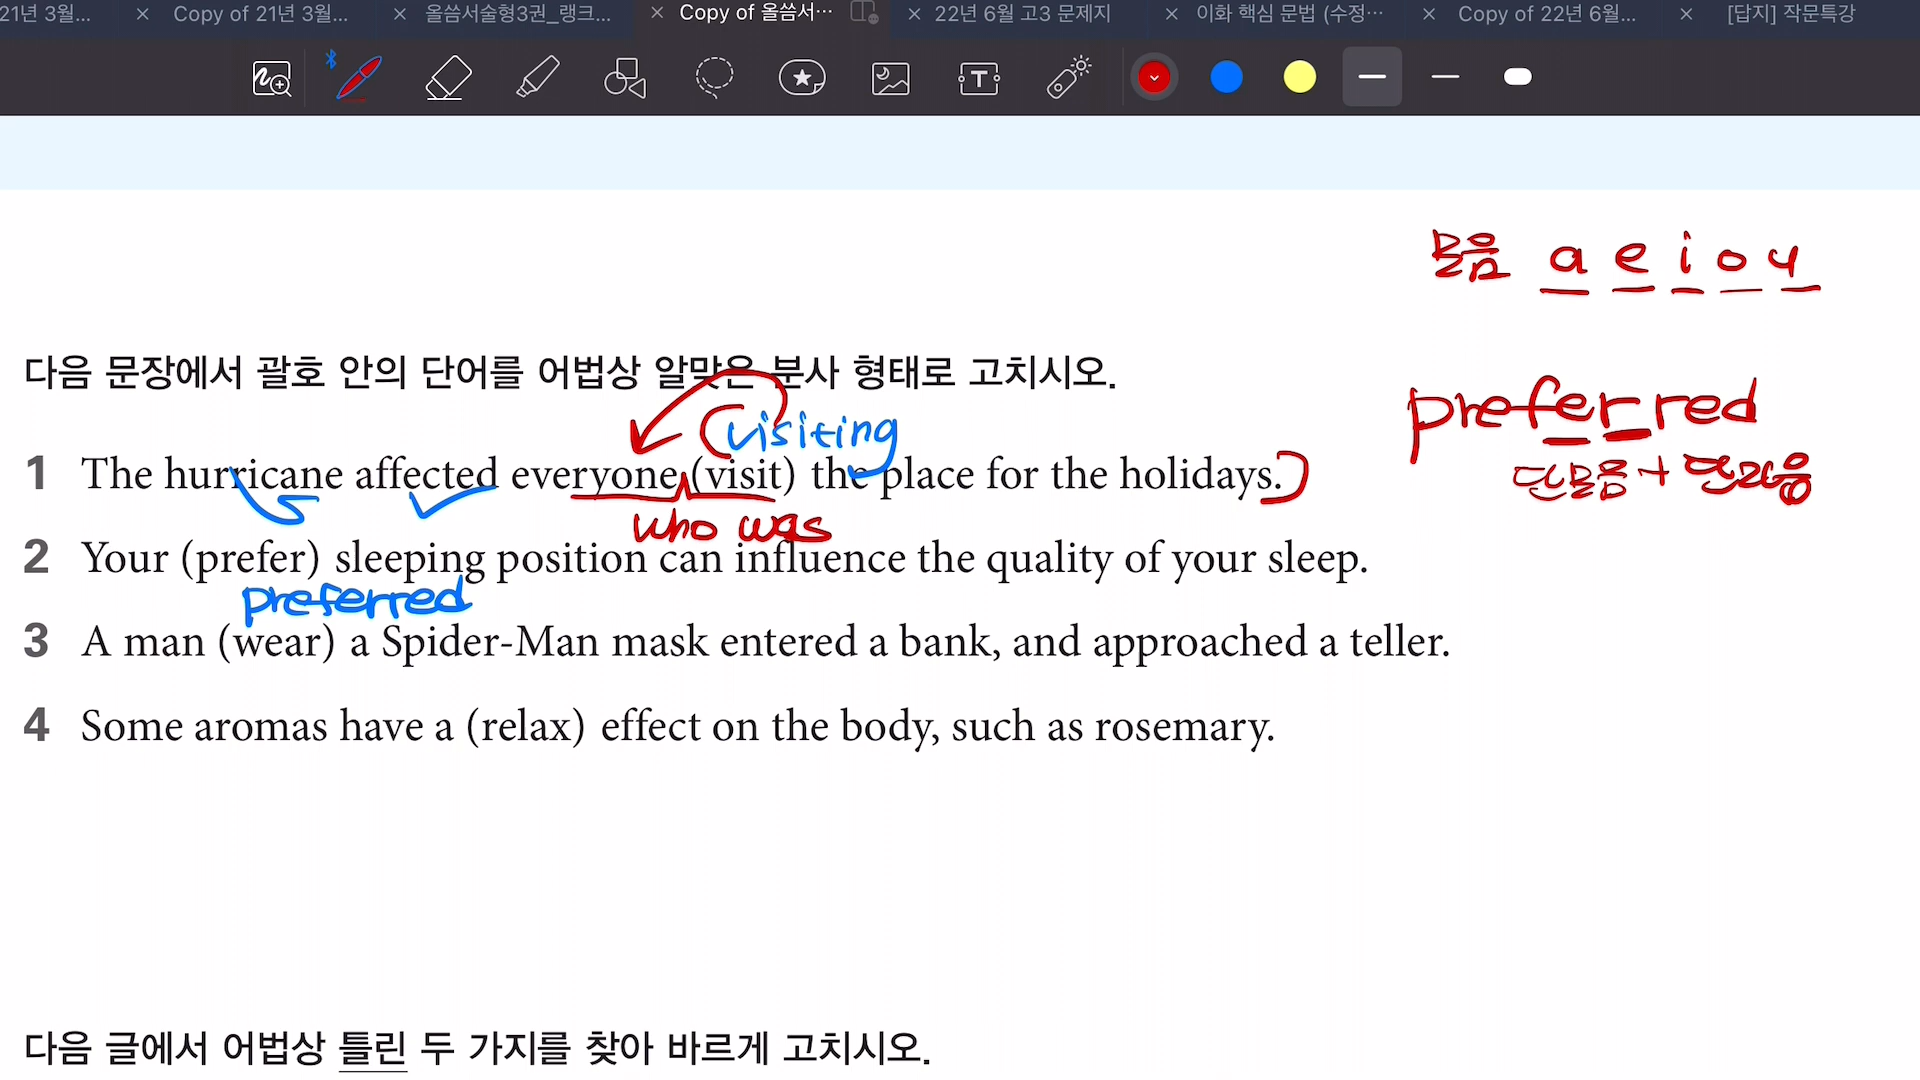 21년 3월...
Copy of 21년 3월...
올씀서술형3권_랭크...
Copy of 올씀서...
22년 6월 고3 문제지
이화 핵심 문법 (수정...
Copy of 22년 6월...
[답지] 작문특강
모음 a e i o u
다음 문장에서 괄호 안의 단어를 어법상 알맞은 분사 형태로 고치시오.
preferred
(visiting
단모음 + 단자음
1 The hurricane affected everyone (visit) the place for the holidays.)
who was
2 Your (prefer) sleeping position can influence the quality of your sleep.
preferred
3 A man (wear) a Spider-Man mask entered a bank, and approached a teller.
4 Some aromas have a (relax) effect on the body, such as rosemary.
다음 글에서 어법상 틀린 두 가지를 찾아 바르게 고치시오.